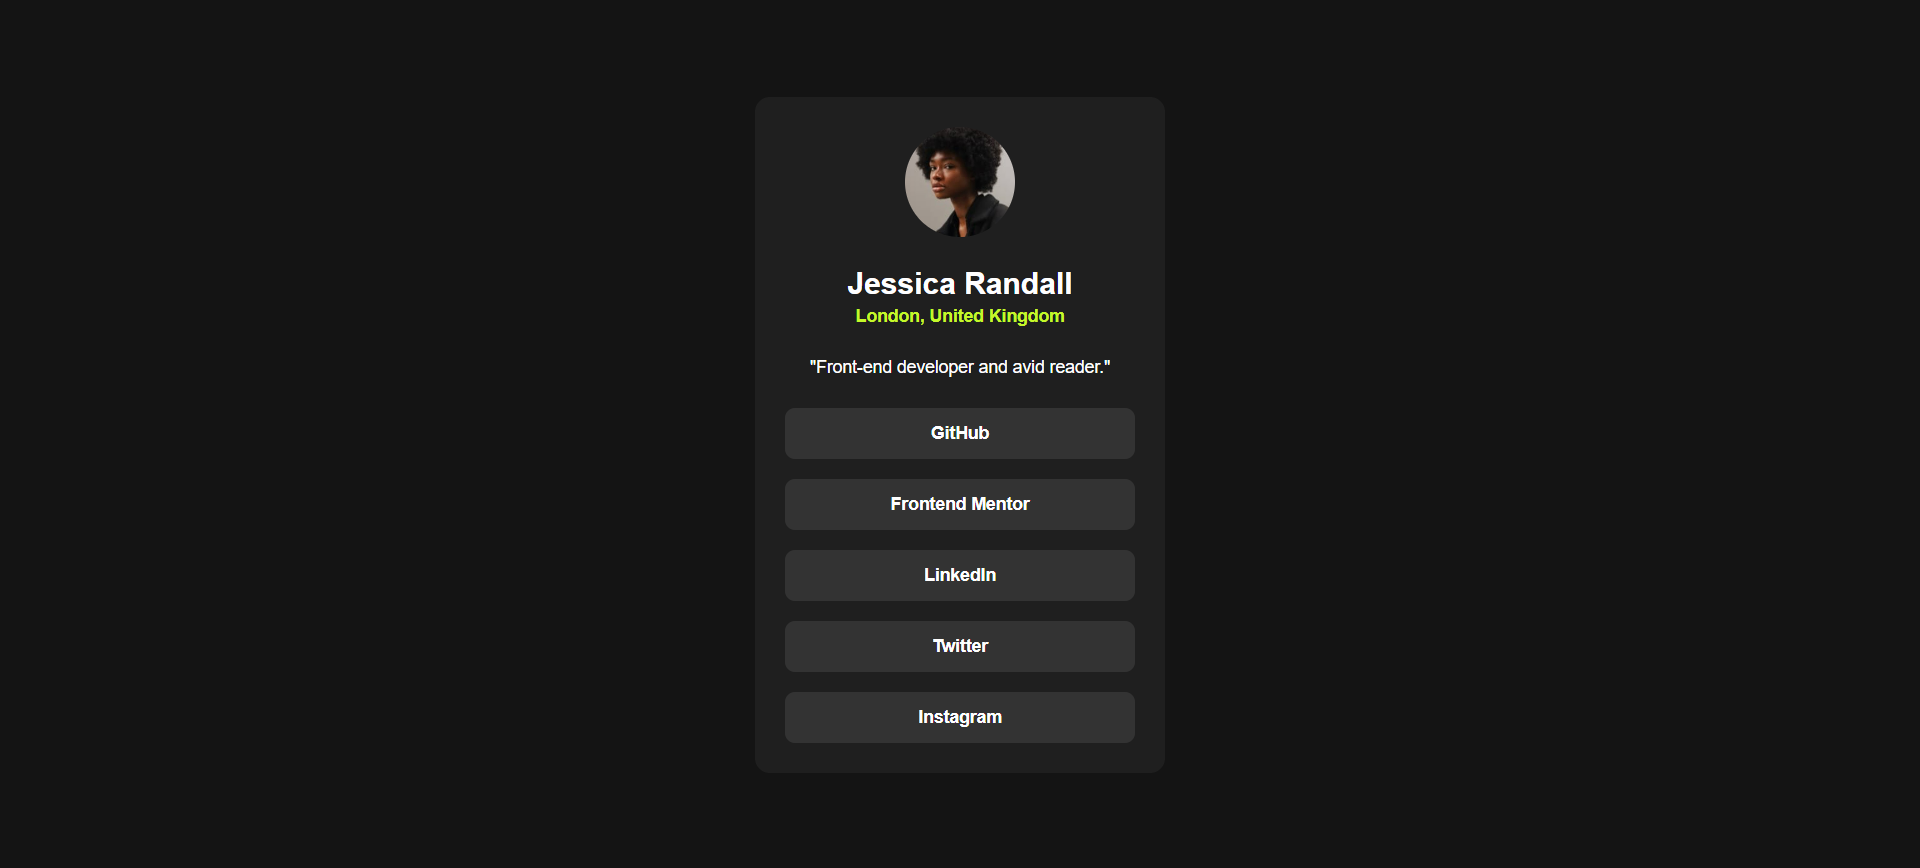 Jessica Randall
London, United Kingdom
"Front-end developer and avid reader."
GitHub
Frontend Mentor
LinkedIn
Twitter
Instagram